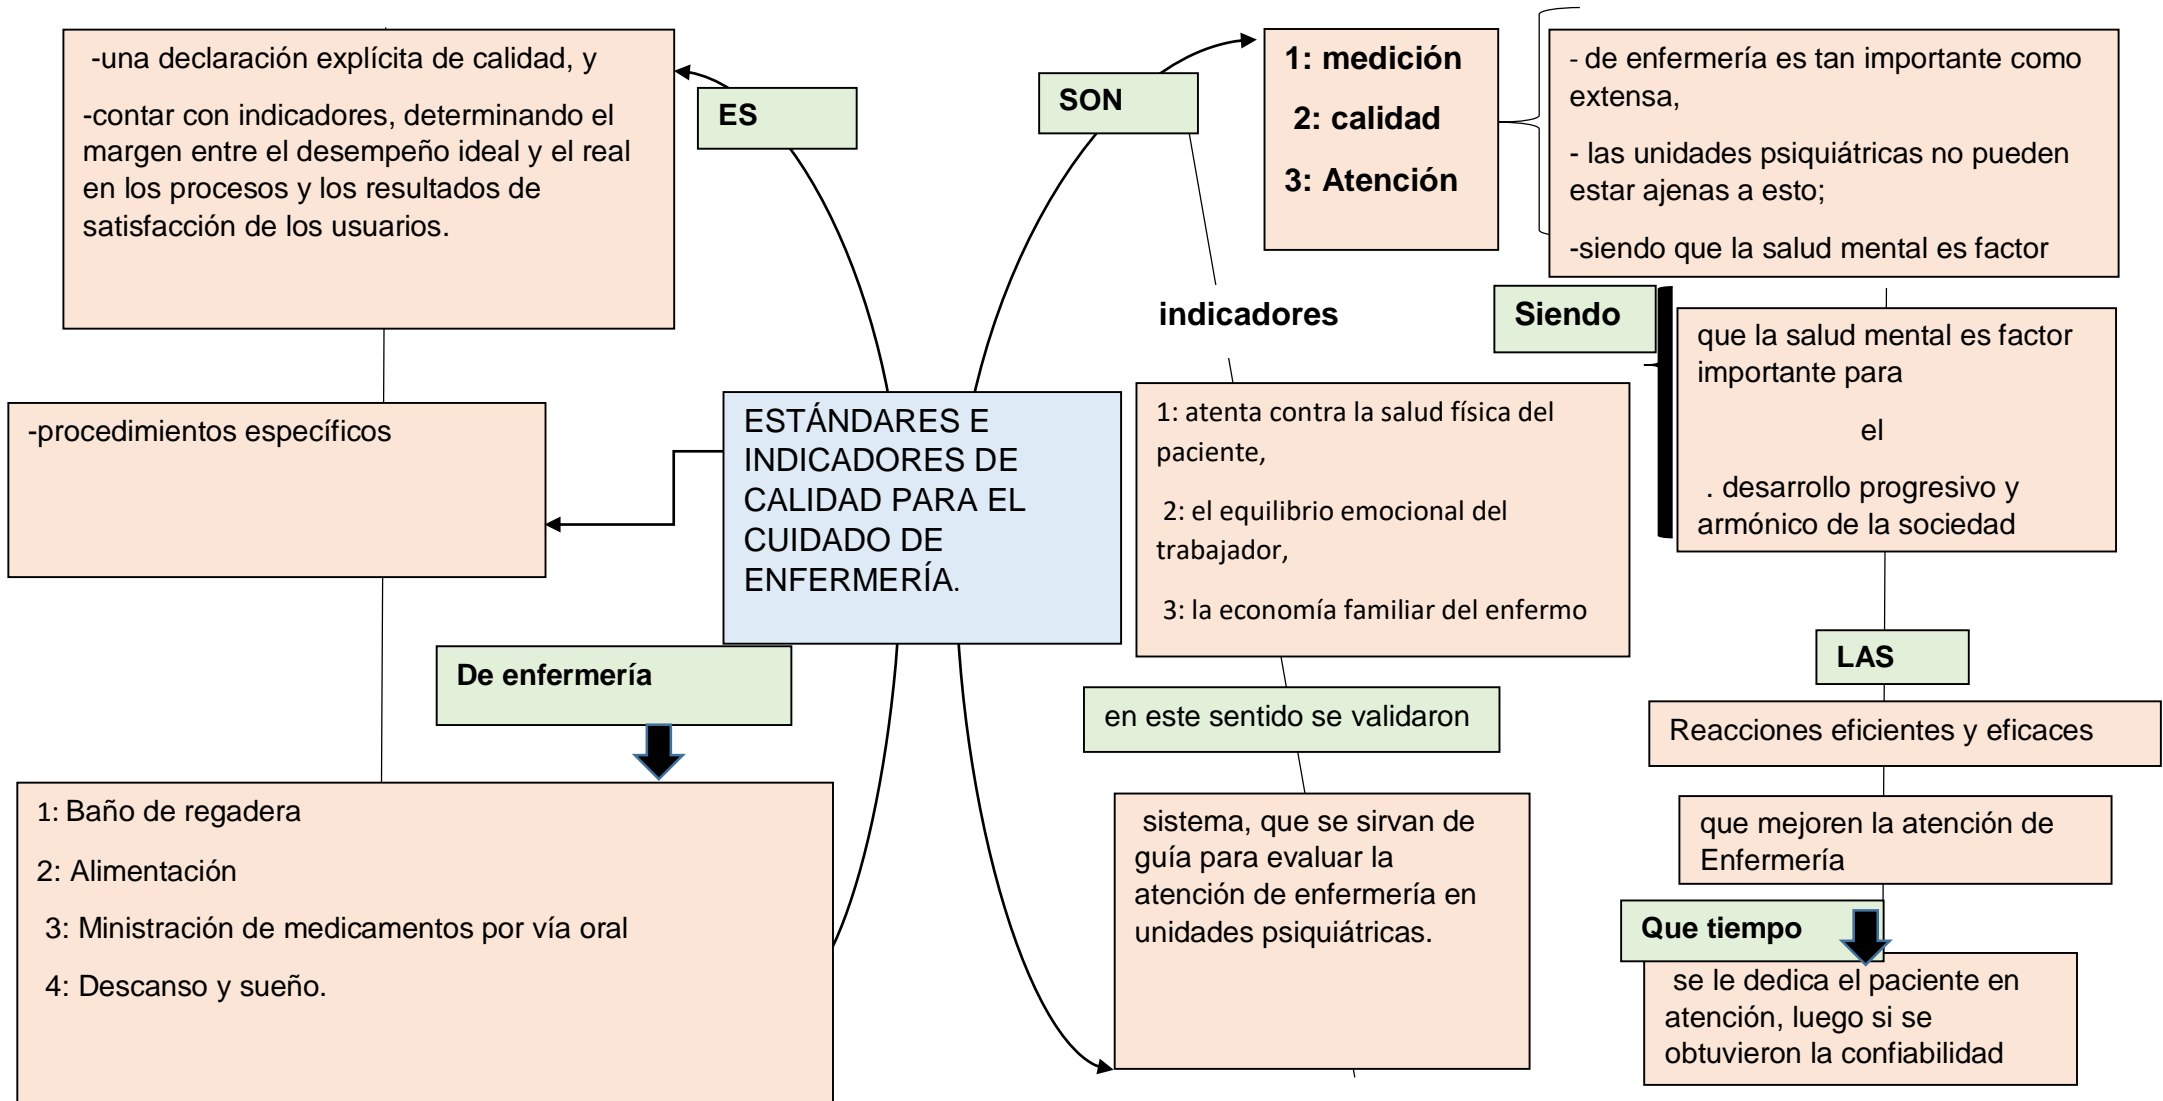 -una declaración explícita de calidad, y
-contar con indicadores, determinando el
margen entre el desempeño ideal y el real
en los procesos y los resultados de
satisfacción de los usuarios.
ES
SON
1: medición
2: calidad
3: Atención
- de enfermería es tan importante como
extensa,
- las unidades psiquiátricas no pueden
estar ajenas a esto;
-siendo que la salud mental es factor
indicadores
Siendo
que la salud mental es factor
importante para
el
. desarrollo progresivo y
armónico de la sociedad
-procedimientos específicos
ESTÁNDARES E
INDICADORES DE
CALIDAD PARA EL
CUIDADO DE
ENFERMERÍA.
1: atenta contra la salud física del
paciente,
2: el equilibrio emocional del
trabajador,
3: la economía familiar del enfermo
LAS
De enfermería
en este sentido se validaron
Reacciones eficientes y eficaces
1: Baño de regadera
2: Alimentación
3: Ministración de medicamentos por vía oral
4: Descanso y sueño.
sistema, que se sirvan de
guía para evaluar la
atención de enfermería en
unidades psiquiátricas.
que mejoren la atención de
Enfermería
Que tiempo
se le dedica el paciente en
atención, luego si se
obtuvieron la confiabilidad